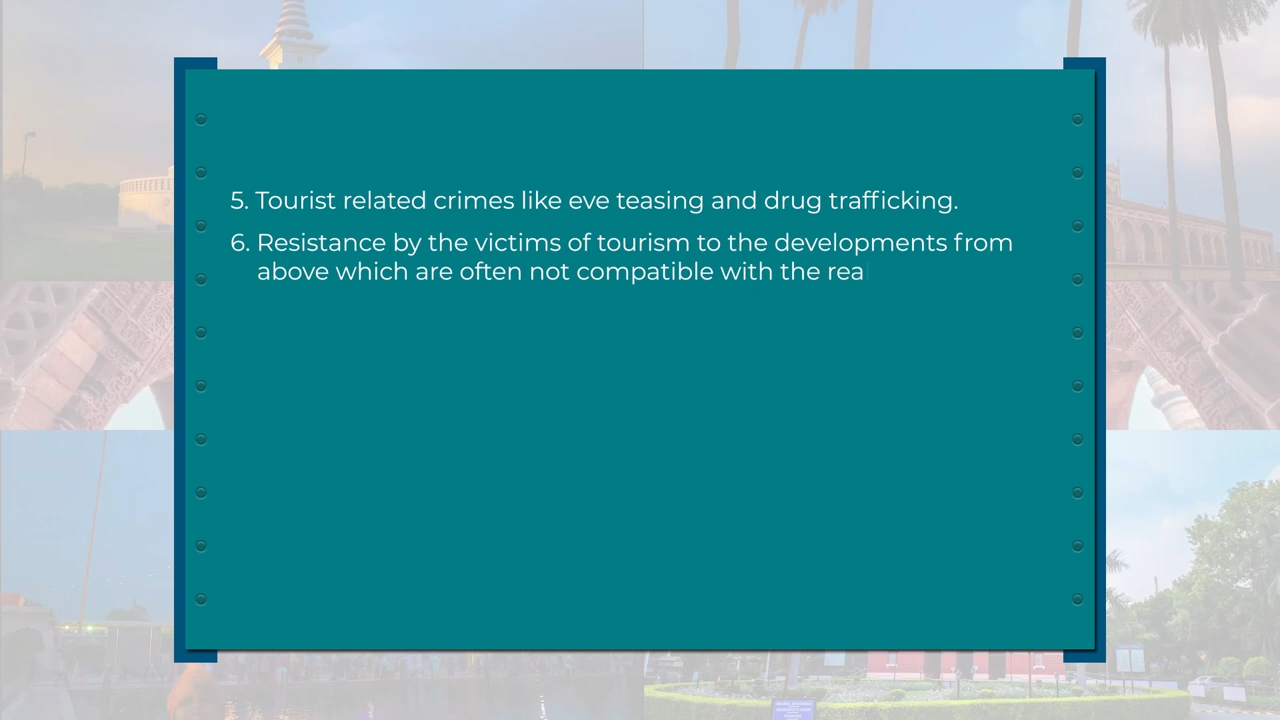 5. Tourist related crimes like eve teasing and drug trafficking.
6. Resistance by the victims of tourism to the developments from
above which are often not compatible with the rea